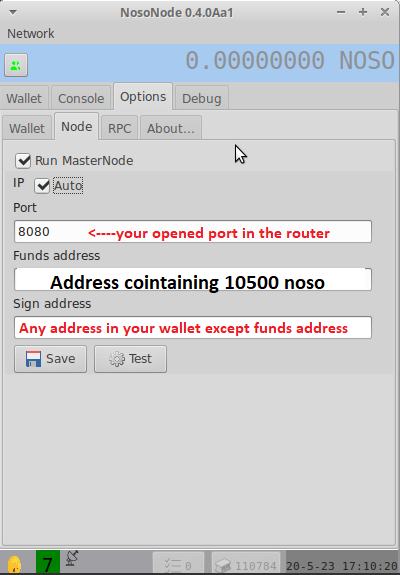 NosoNode 0.4.0Aa1
Network
0.00000000 NOSO
Wallet Console Options Debug
Wallet Node RPC About...
Run MasterNode
IP Auto
Port
8080 <----your opened port in the router
Funds address
Address cointaining 10500 noso
Sign address
Any address in your wallet except funds address
Save Test
7 0 110784 20-5-23 17:10:20